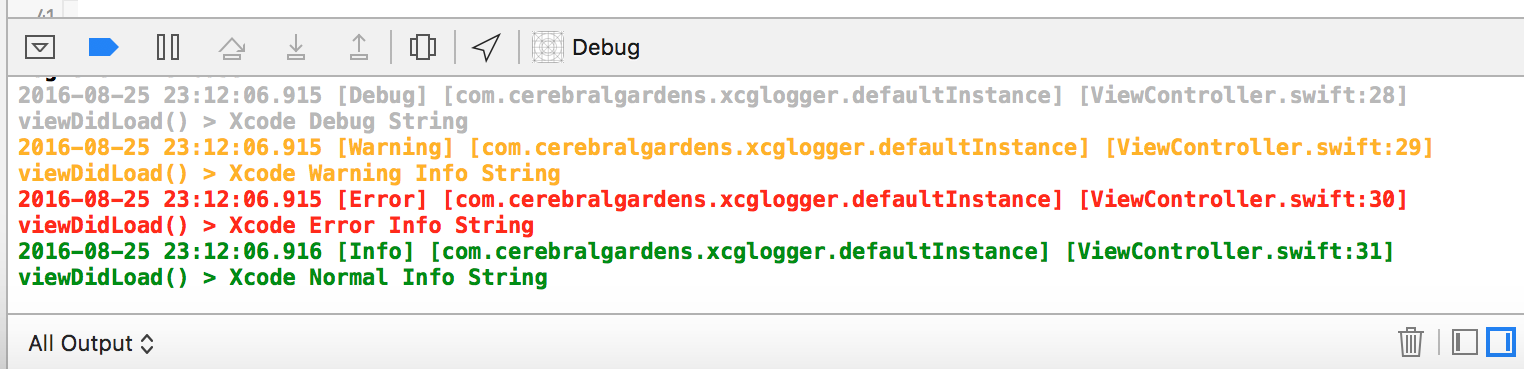 41
Debug
2016-08-25 23:12:06.915 [Debug] [com.cerebralgardens.xcglogger.defaultInstance] [ViewController.swift:28]
viewDidLoad() > Xcode Debug String
2016-08-25 23:12:06.915 [Warning] [com.cerebralgardens.xcglogger.defaultInstance] [ViewController.swift:29]
viewDidLoad() > Xcode Warning Info String
2016-08-25 23:12:06.915 [Error] [com.cerebralgardens.xcglogger.defaultInstance] [ViewController.swift:30]
viewDidLoad() > Xcode Error Info String
2016-08-25 23:12:06.916 [Info] [com.cerebralgardens.xcglogger.defaultInstance] [ViewController.swift:31]
viewDidLoad() > Xcode Normal Info String
All Output